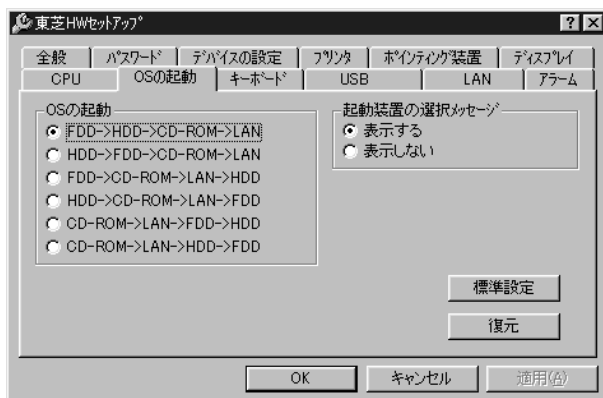 東芝HWｾｯﾄｱｯﾌﾟ
全般 ﾊﾟｽﾜｰﾄﾞ ﾃﾞﾊﾞｲｽの設定 ﾌﾟﾘﾝﾀ ﾎﾟｲﾝﾃｨﾝｸﾞ装置 ﾃﾞｨｽﾌﾟﾚｲ
CPU OSの起動 ｷｰﾎﾞｰﾄﾞ USB LAN ｱﾗｰﾑ
OSの起動
FDD->HDD->CD-ROM->LAN
HDD->FDD->CD-ROM->LAN
FDD->CD-ROM->LAN->HDD
HDD->CD-ROM->LAN->FDD
CD-ROM->LAN->FDD->HDD
CD-ROM->LAN->HDD->FDD
起動装置の選択ﾒｯｾｰｼﾞ
表示する
表示しない
標準設定
復元
OK キャンセル 適用(A)